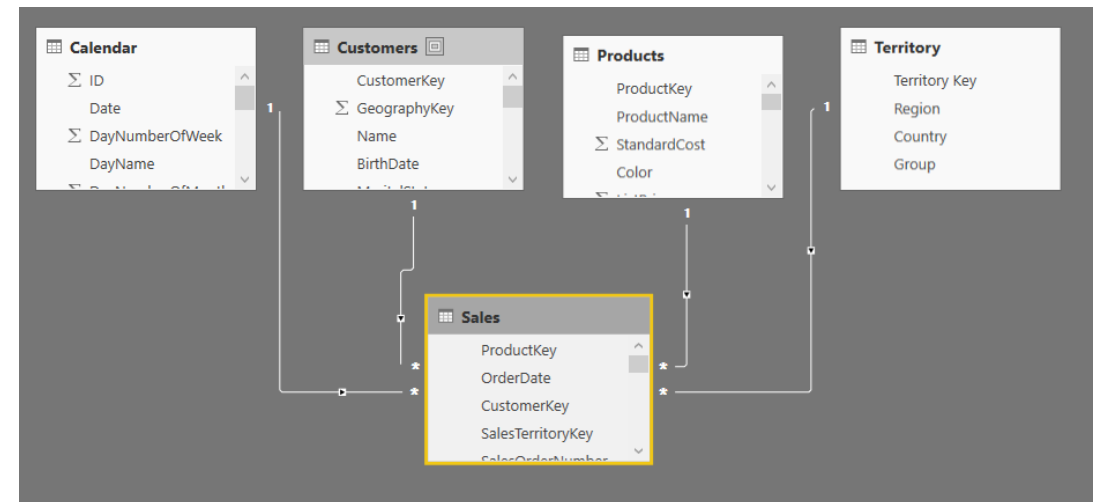 Calendar
Σ ID
Date
Σ DayNumberOfWeek
DayName
Customers
CustomerKey
Σ GeographyKey
Name
BirthDate
Products
ProductKey
ProductName
Σ StandardCost
Color
Territory
Territory Key
Region
Country
Group
1
1
1
1
Sales
ProductKey
OrderDate
CustomerKey
SalesTerritoryKey
SalesOrderNumber
*
*
*
*